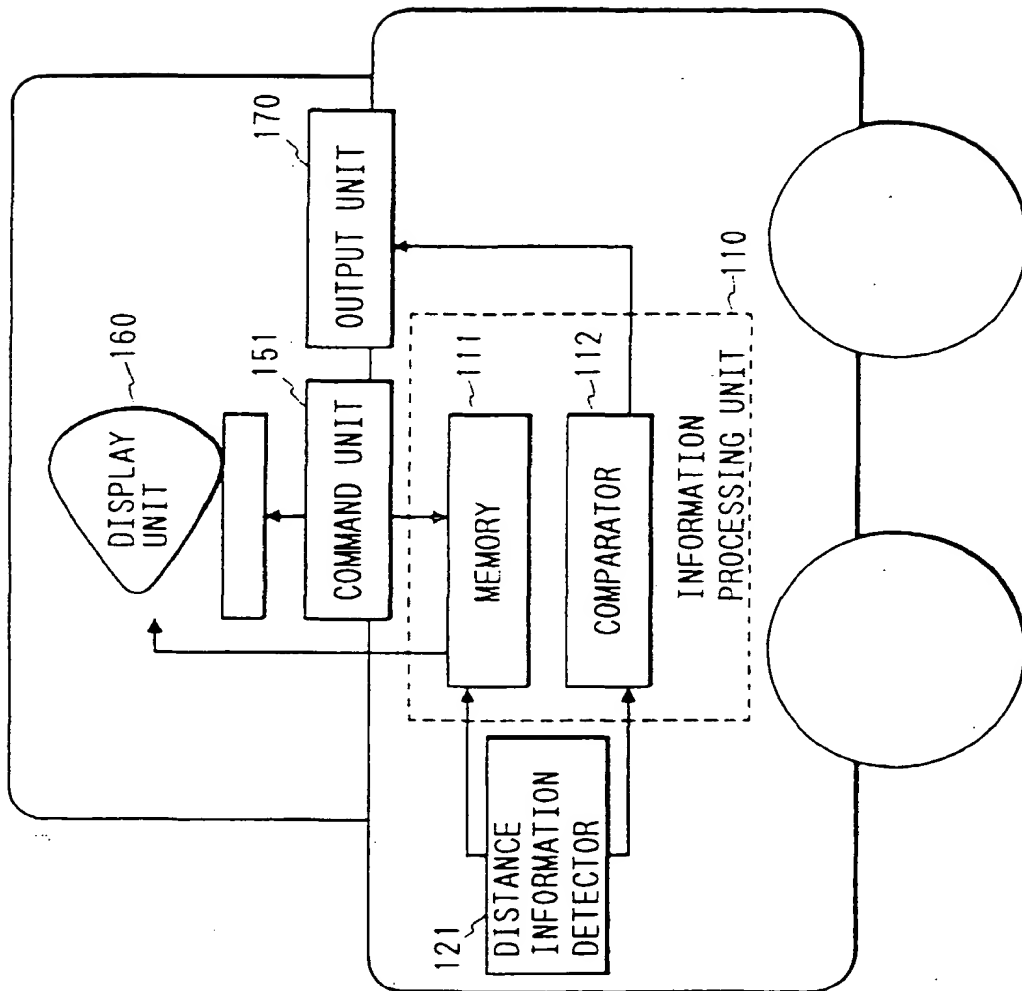 160
DISPLAY
UNIT
170
OUTPUT UNIT
151
COMMAND UNIT
111
MEMORY
112
COMPARATOR
INFORMATION
PROCESSING UNIT
110
121
DISTANCE
INFORMATION
DETECTOR